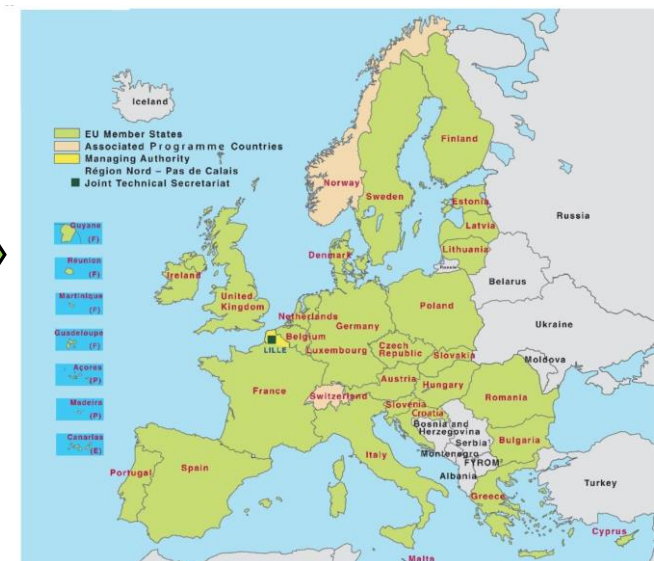 Iceland
EU Member States
Associated Programme Countries
Managing Authority
Région Nord – Pas de Calais
Joint Technical Secretariat
Norway
Sweden
Finland
Estonia
Latvia
Lithuania
Russia
Russia
Belarus
Ukraine
Moldova
Denmark
Ireland
United
Kingdom
Netherlands
Belgium
LILLE
Luxembourg
Germany
Poland
Czech
Republic
Slovakia
Austria
Hungary
Romania
France
Switzerland
Slovenia
Croatia
Bosnia and
Herzegovina
Serbia
Montenegro
FYROM
Albania
Bulgaria
Italy
Greece
Turkey
Cyprus
Malta
Portugal
Spain
Guyane
(F)
Réunion
(F)
Martinique
(F)
Guadeloupe
(F)
Açores
(P)
Madeira
(P)
Canarias
(E)